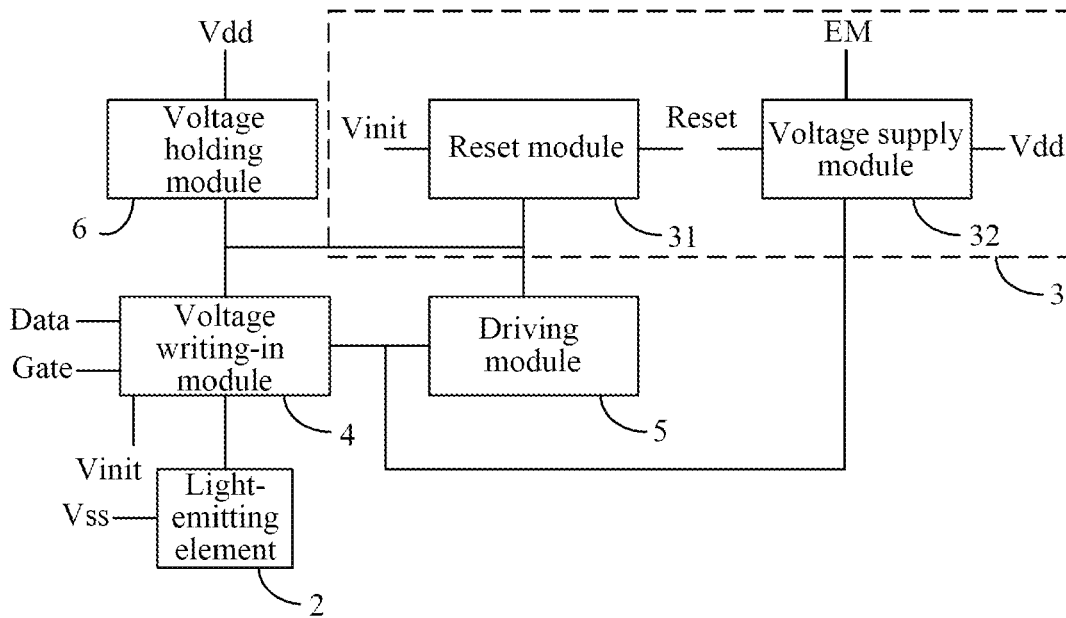 Vdd
EM
Voltage
holding
module
Vinit
Reset module
Reset
Voltage supply
module
Vdd
6
31
32
3
Data
Gate
Voltage
writing-in
module
Driving
module
4
5
Vinit
Vss
Light-
emitting
element
2